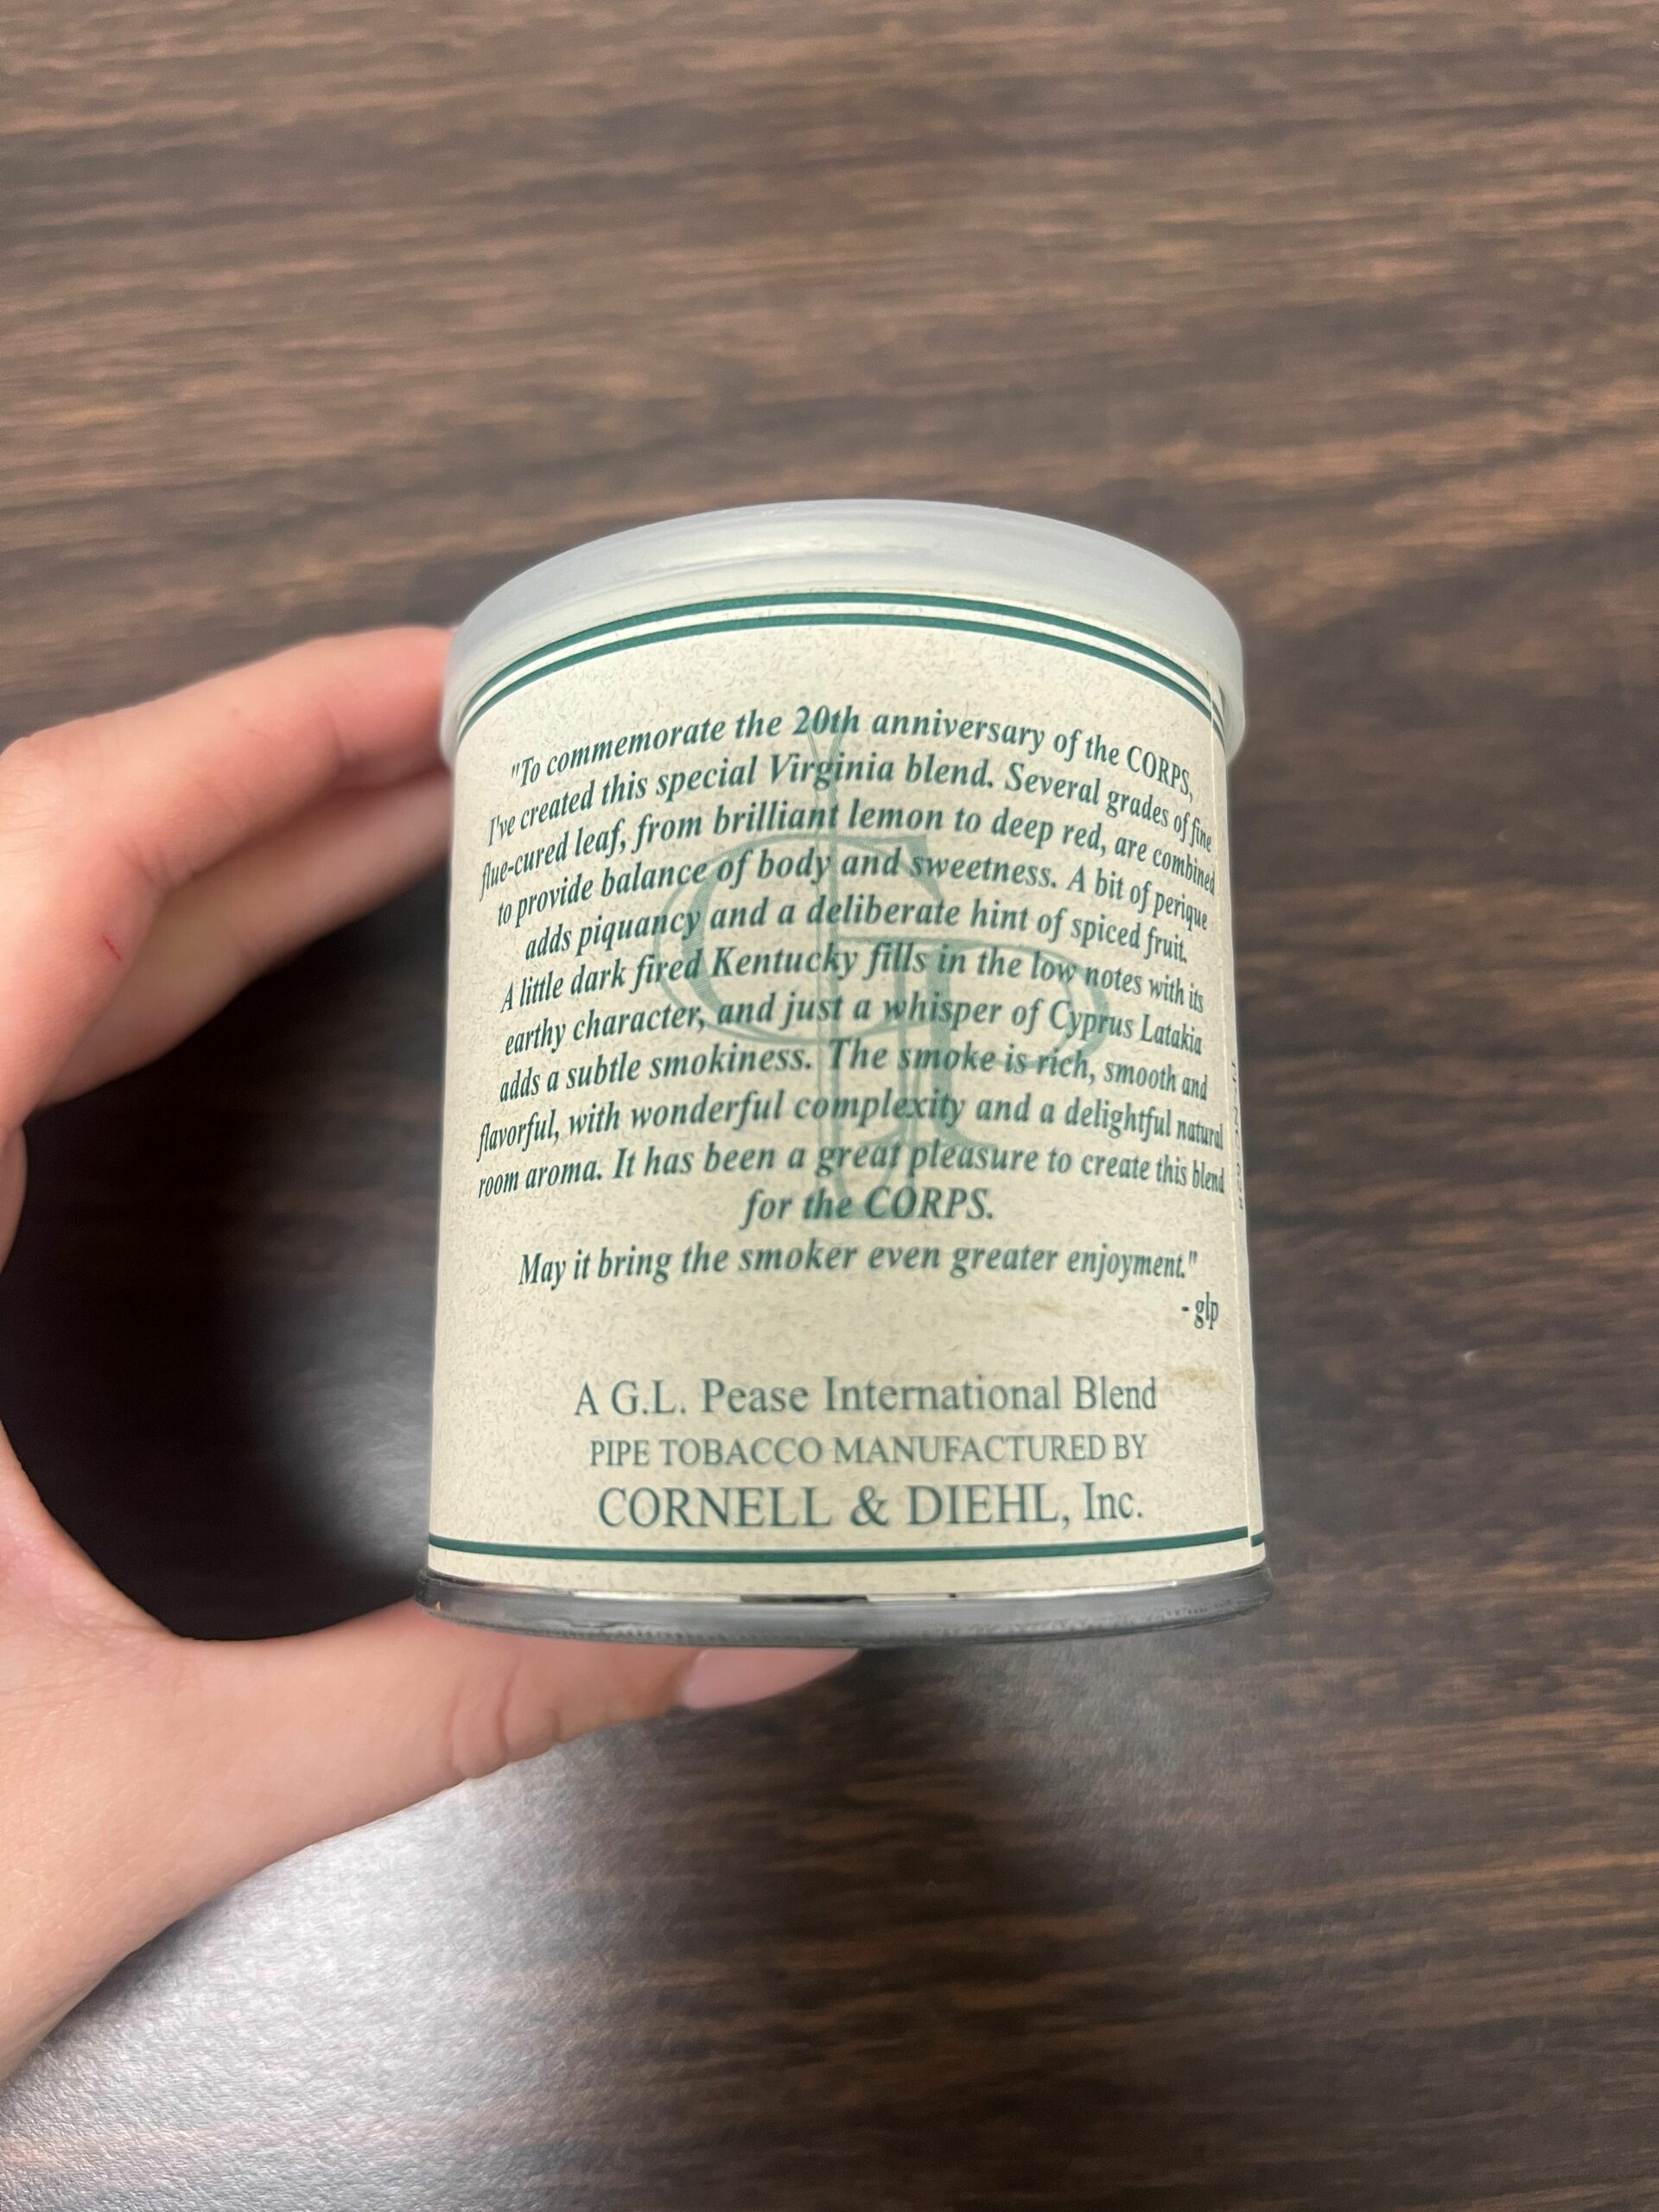 "To commemorate the 20th anniversary of the CORPS,
I've created this special Virginia blend. Several grades of fine
flue-cured leaf, from brilliant lemon to deep red, are combined
to provide balance of body and sweetness. A bit of perique
adds piquancy and a deliberate hint of spiced fruit.
A little dark fired Kentucky fills in the low notes with its
earthy character, and just a whisper of Cyprus Latakia
adds a subtle smokiness. The smoke is rich, smooth and
flavorful, with wonderful complexity and a delightful natural
room aroma. It has been a great pleasure to create this blend
for the CORPS.
May it bring the smoker even greater enjoyment."
- glp
A G.L. Pease International Blend
PIPE TOBACCO MANUFACTURED BY
CORNELL & DIEHL, Inc.